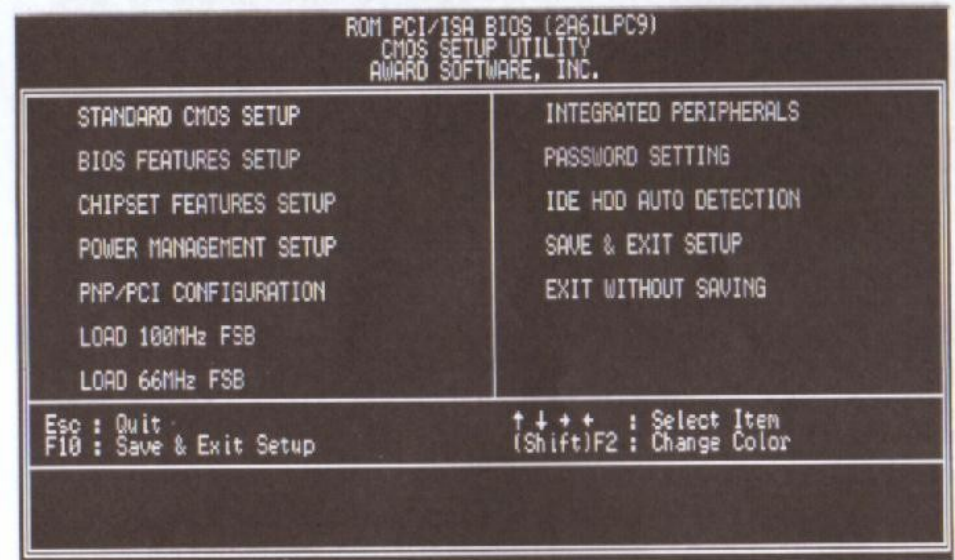 ROM PCI/ISA BIOS (2A6ILPC9)
CMOS SETUP UTILITY
AWARD SOFTWARE, INC.
STANDARD CMOS SETUP
BIOS FEATURES SETUP
CHIPSET FEATURES SETUP
POWER MANAGEMENT SETUP
PNP/PCI CONFIGURATION
LOAD 100MHz FSB
LOAD 66MHz FSB
INTEGRATED PERIPHERALS
PASSWORD SETTING
IDE HDD AUTO DETECTION
SAVE & EXIT SETUP
EXIT WITHOUT SAVING
Esc : Quit
F10 : Save & Exit Setup
↑ ↓ → ← : Select Item
(Shift)F2 : Change Color